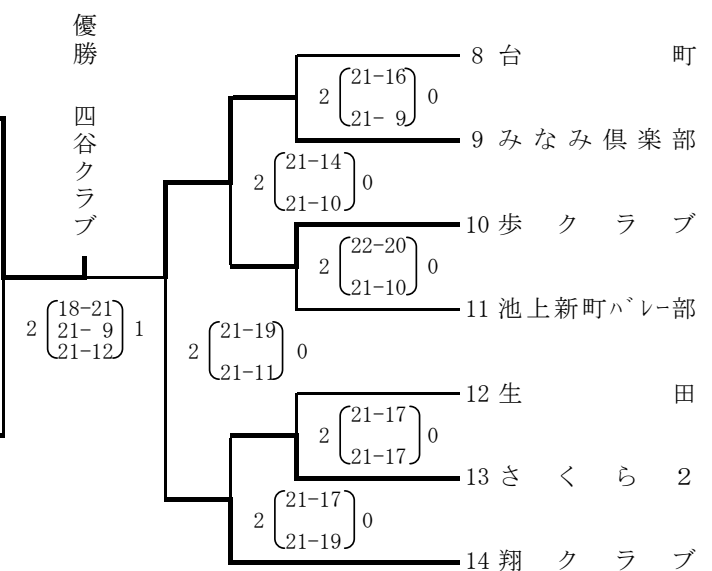 優勝 四谷クラブ
8 台町
2 21-16 0
21- 9
9 みなみ倶楽部
2 21-14 0
21-10
10 歩クラブ
2 22-20 0
21-10
11 池上新町バレー部
18-21
2 21- 9 1
21-12
2 21-19 0
21-11
12 生田
2 21-17 0
21-17
13 さくら2
2 21-17 0
21-19
14 翔クラブ